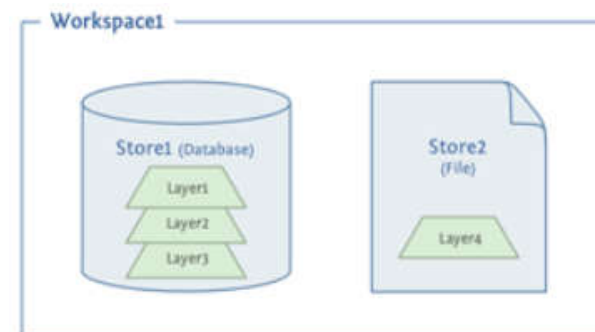 Workspace1
Store1 (Database)
Layer1
Layer2
Layer3
Store2
(File)
Layer4